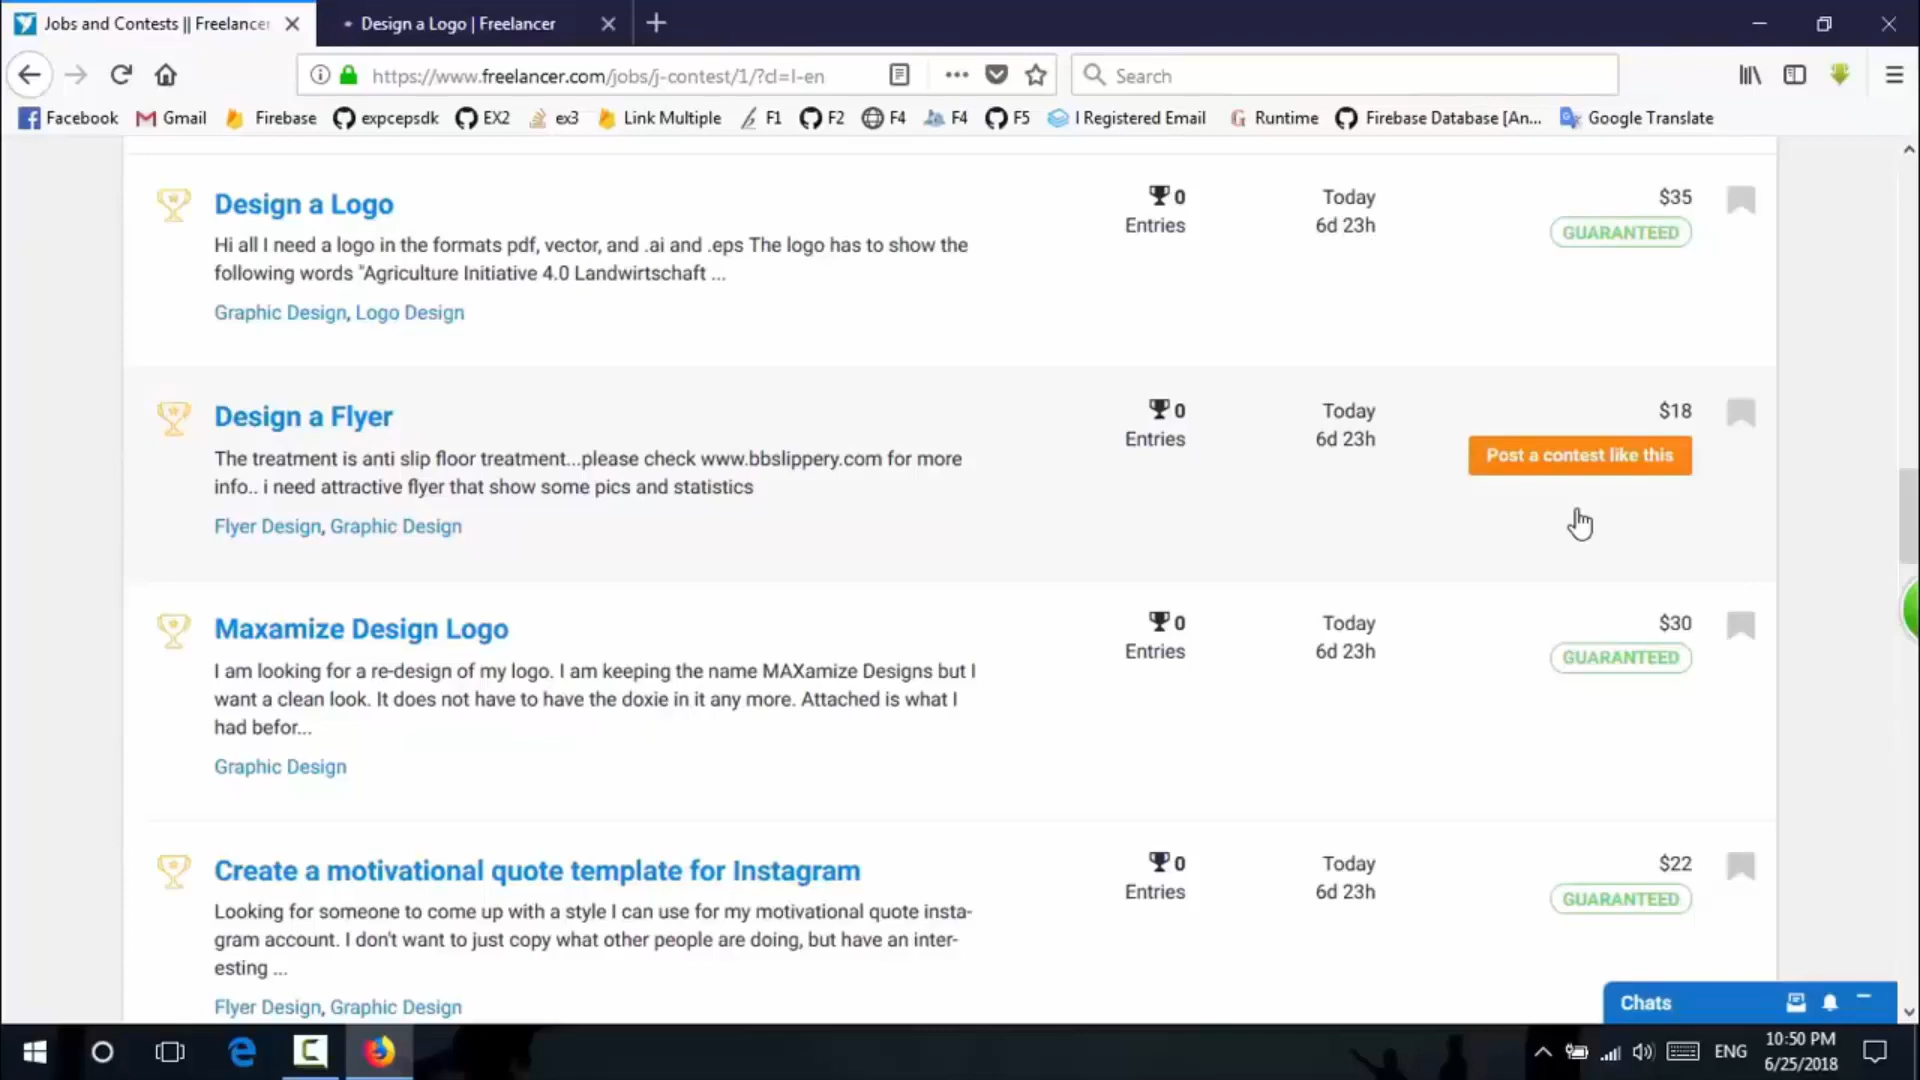 Jobs and Contests || Freelancer
Design a Logo | Freelancer
https://www.freelancer.com/jobs/j-contest/1/?cl=l-en
Search
Facebook Gmail Firebase expcepsdk EX2 ex3 Link Multiple F1 F2 F4 F4 F5 I Registered Email Runtime Firebase Database [An... Google Translate
Design a Logo
Hi all I need a logo in the formats pdf, vector, and .ai and .eps The logo has to show the
following words "Agriculture Initiative 4.0 Landwirtschaft ...
Graphic Design, Logo Design
0
Entries
Today
6d 23h
$35
GUARANTEED
Design a Flyer
The treatment is anti slip floor treatment...please check www.bbslippery.com for more
info.. i need attractive flyer that show some pics and statistics
Flyer Design, Graphic Design
0
Entries
Today
6d 23h
$18
Post a contest like this
Maxamize Design Logo
I am looking for a re-design of my logo. I am keeping the name MAXamize Designs but I
want a clean look. It does not have to have the doxie in it any more. Attached is what I
had befor...
Graphic Design
0
Entries
Today
6d 23h
$30
GUARANTEED
Create a motivational quote template for Instagram
Looking for someone to come up with a style I can use for my motivational quote insta-
gram account. I don't want to just copy what other people are doing, but have an inter-
esting ...
Flyer Design, Graphic Design
0
Entries
Today
6d 23h
$22
GUARANTEED
Chats
ENG
10:50 PM
6/25/2018